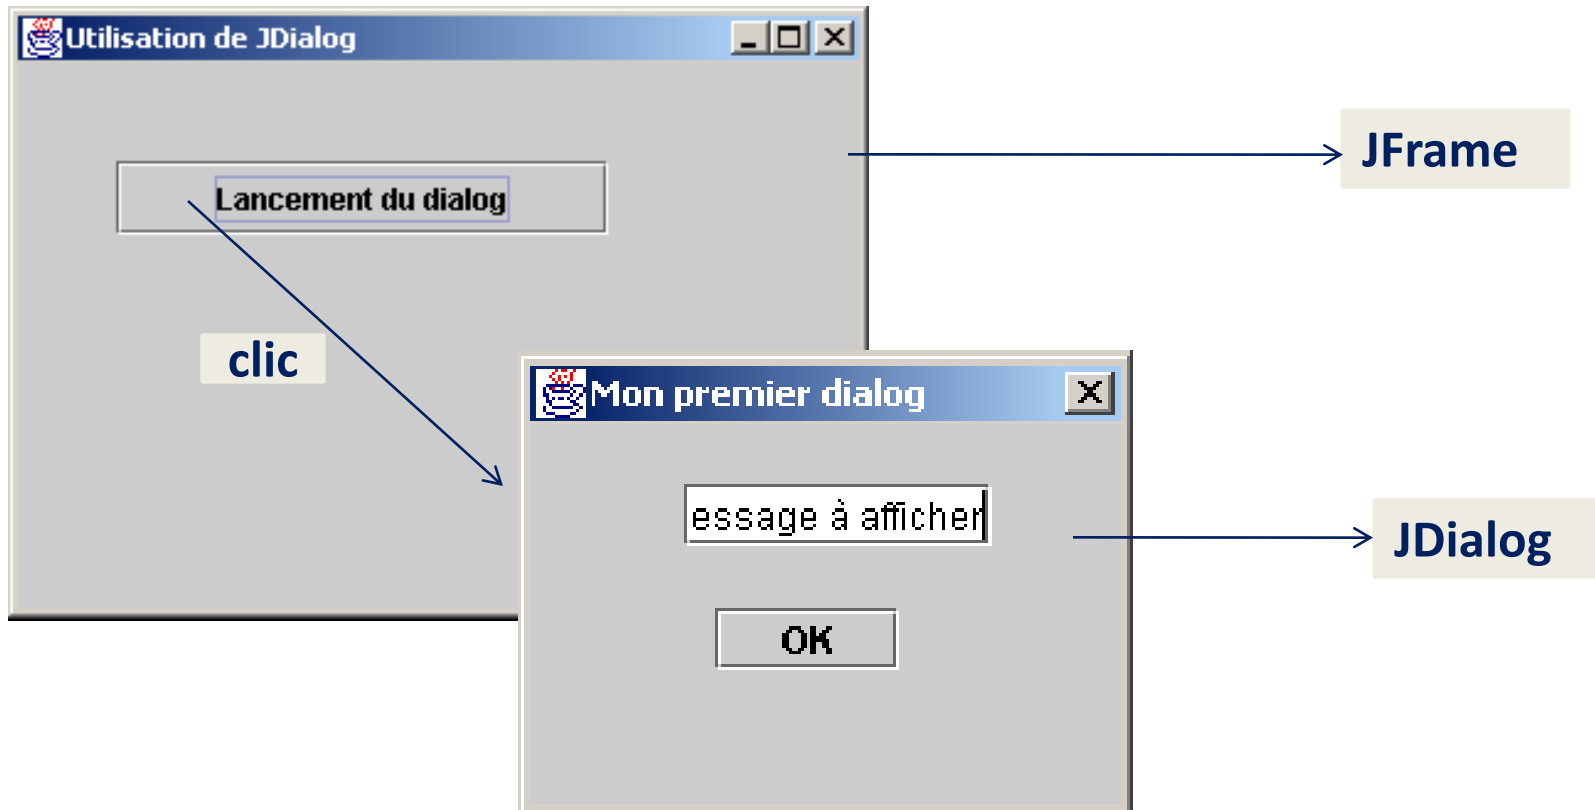 Utilisation de JDialog
JFrame
Lancement du dialog
clic
Mon premier dialog
essage à afficher
JDialog
OK